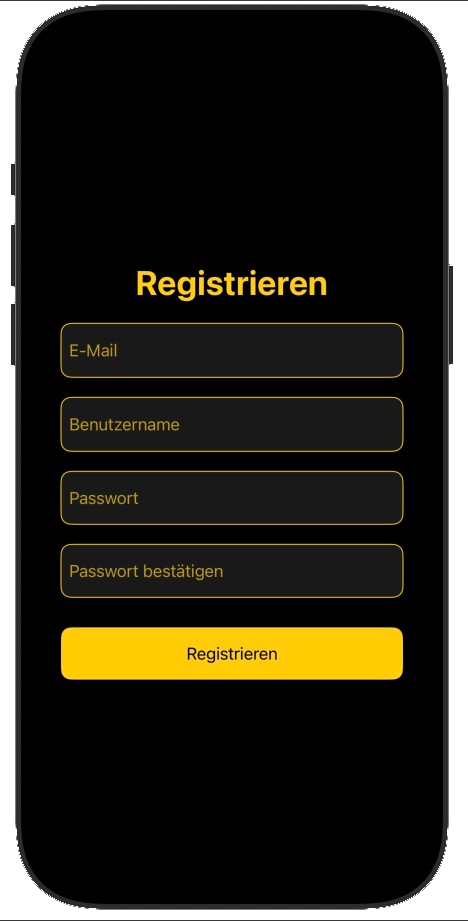 Registrieren
E-Mail
Benutzername
Passwort
Passwort bestätigen
Registrieren